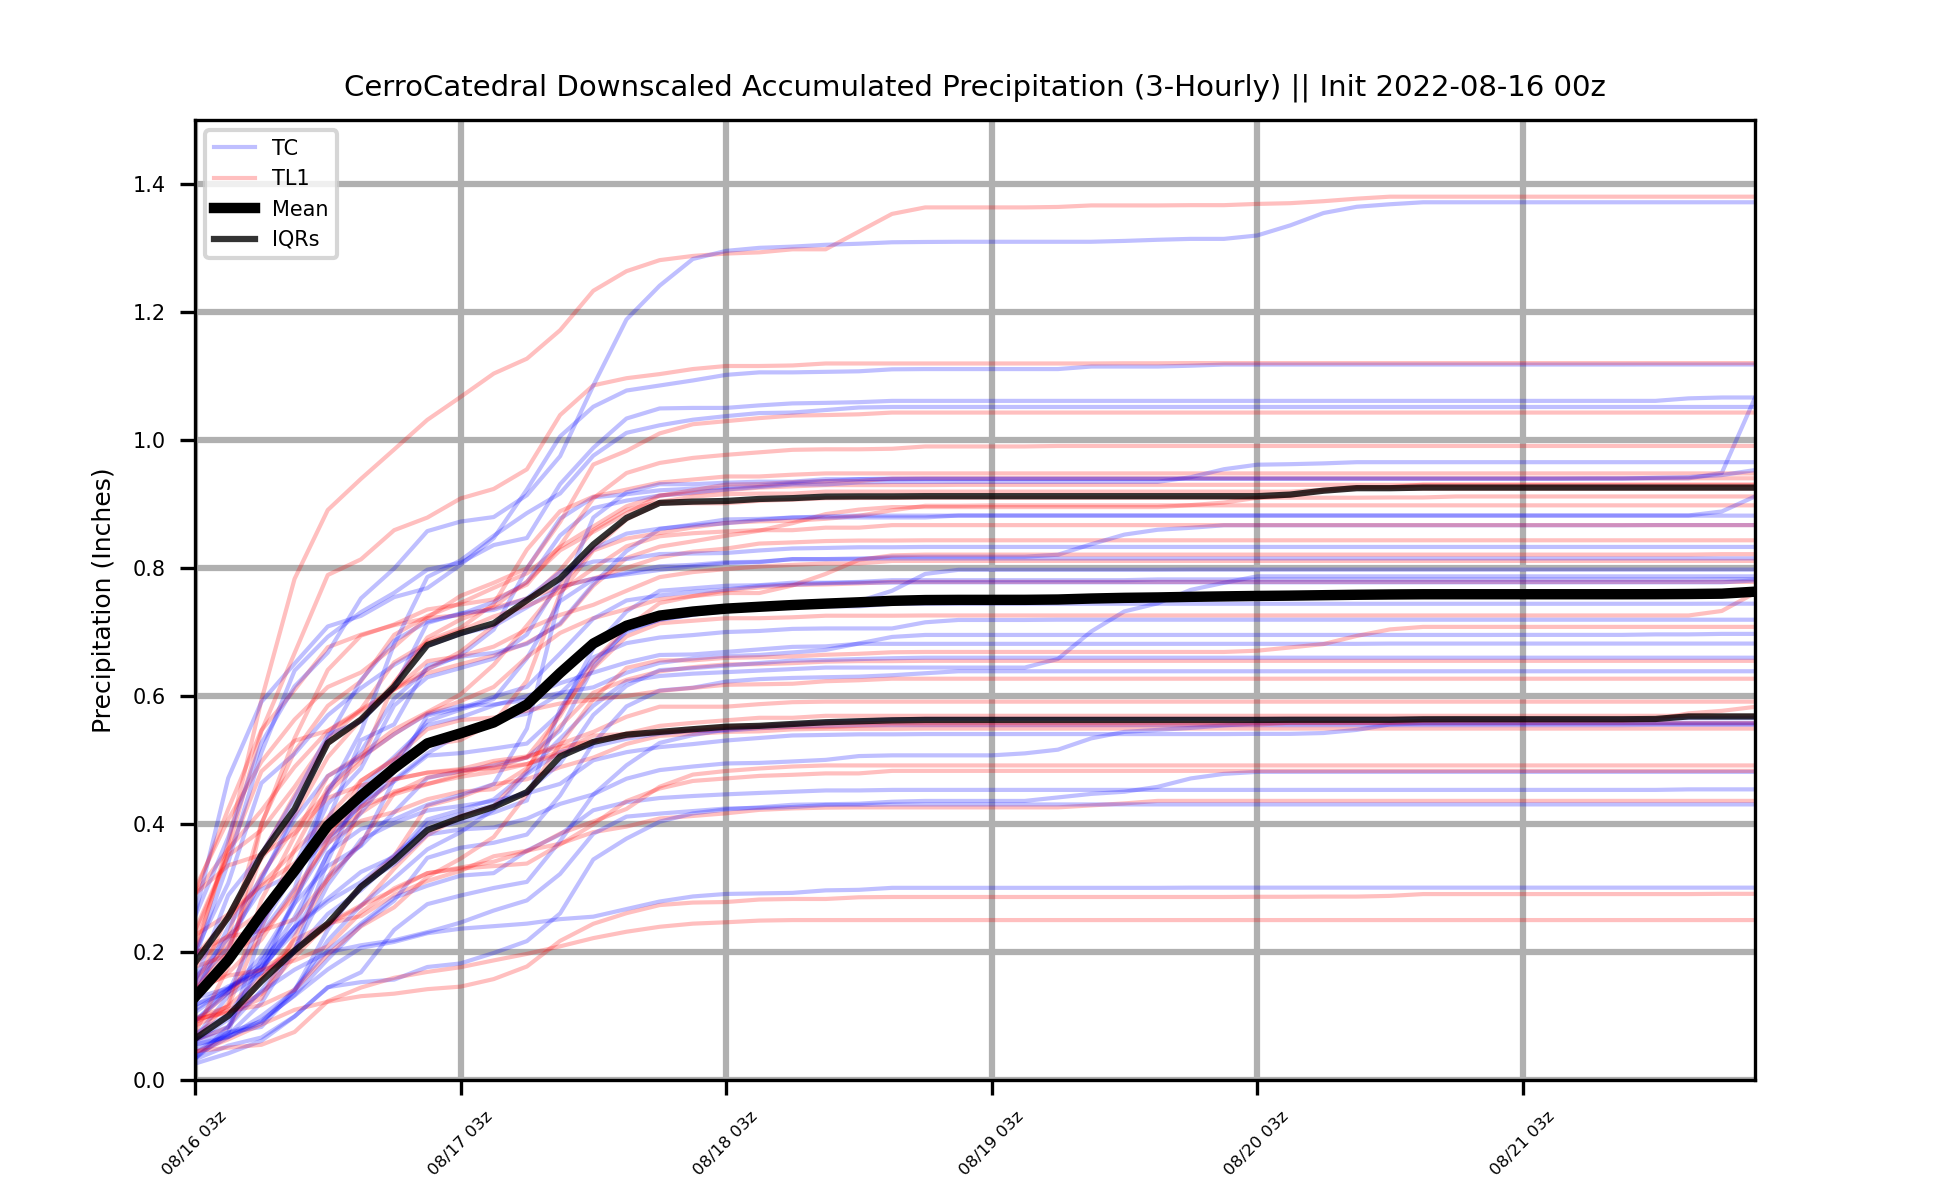 CerroCatedral Downscaled Accumulated Precipitation (3-Hourly) || Init 2022-08-16 00z
TC
TL1
Mean
IQRs
Precipitation (Inches)
1.4
1.2
1.0
0.8
0.6
0.4
0.2
0.0
08/16 03z
08/17 03z
08/18 03z
08/19 03z
08/20 03z
08/21 03z